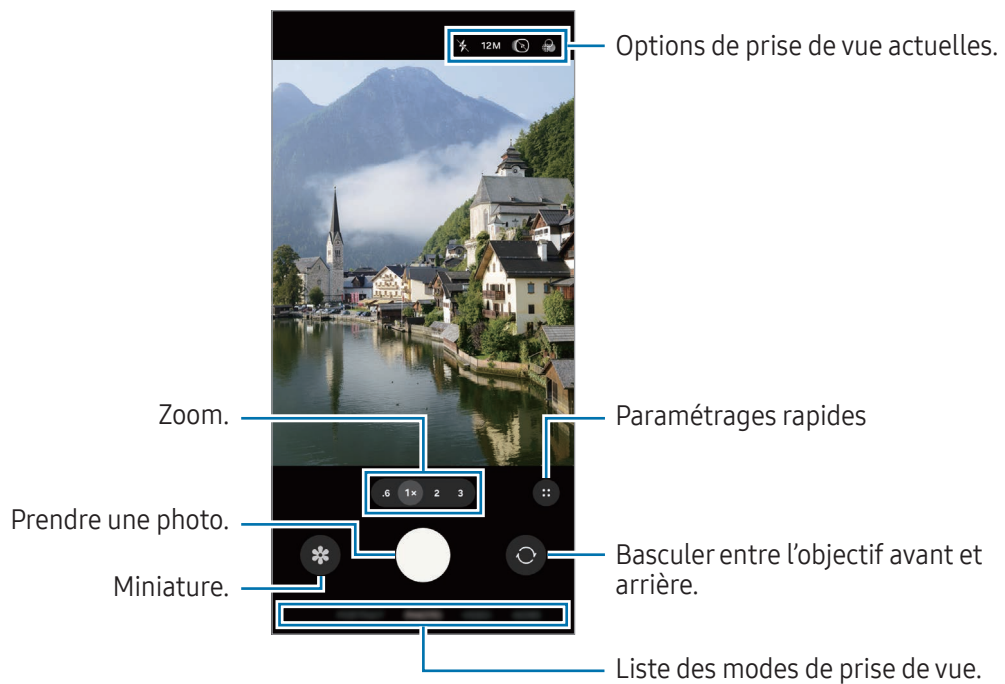 12M
Options de prise de vue actuelles.
Zoom.
Paramétrages rapides
.6 1× 2 3
Prendre une photo.
Basculer entre l'objectif avant et
arrière.
Miniature.
Liste des modes de prise de vue.